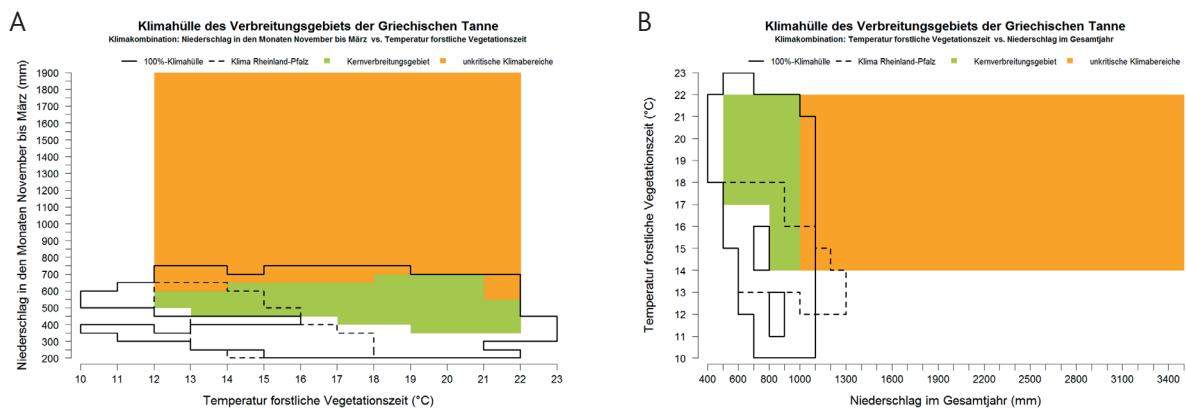 A
Klimahülle des Verbreitungsgebiets der Griechischen Tanne
Klimakombination: Niederschlag in den Monaten November bis März vs. Temperatur forstliche Vegetationszeit
100%-Klimahülle
Klima Rheinland-Pfalz
Kernverbreitungsgebiet
unkritische Klimabereiche
Niederschlag in den Monaten November bis März (mm)
1900
1800
1700
1600
1500
1400
1300
1200
1100
1000
900
800
700
600
500
400
300
200
10 11 12 13 14 15 16 17 18 19 20 21 22 23
Temperatur forstliche Vegetationszeit (°C)
B
Klimahülle des Verbreitungsgebiets der Griechischen Tanne
Klimakombination: Temperatur forstliche Vegetationszeit vs. Niederschlag im Gesamtjahr
100%-Klimahülle
Klima Rheinland-Pfalz
Kernverbreitungsgebiet
unkritische Klimabereiche
Temperatur forstliche Vegetationszeit (°C)
23
22
21
20
19
18
17
16
15
14
13
12
11
10
400 600 800 1000 1300 1600 1900 2200 2500 2800 3100 3400
Niederschlag im Gesamtjahr (mm)